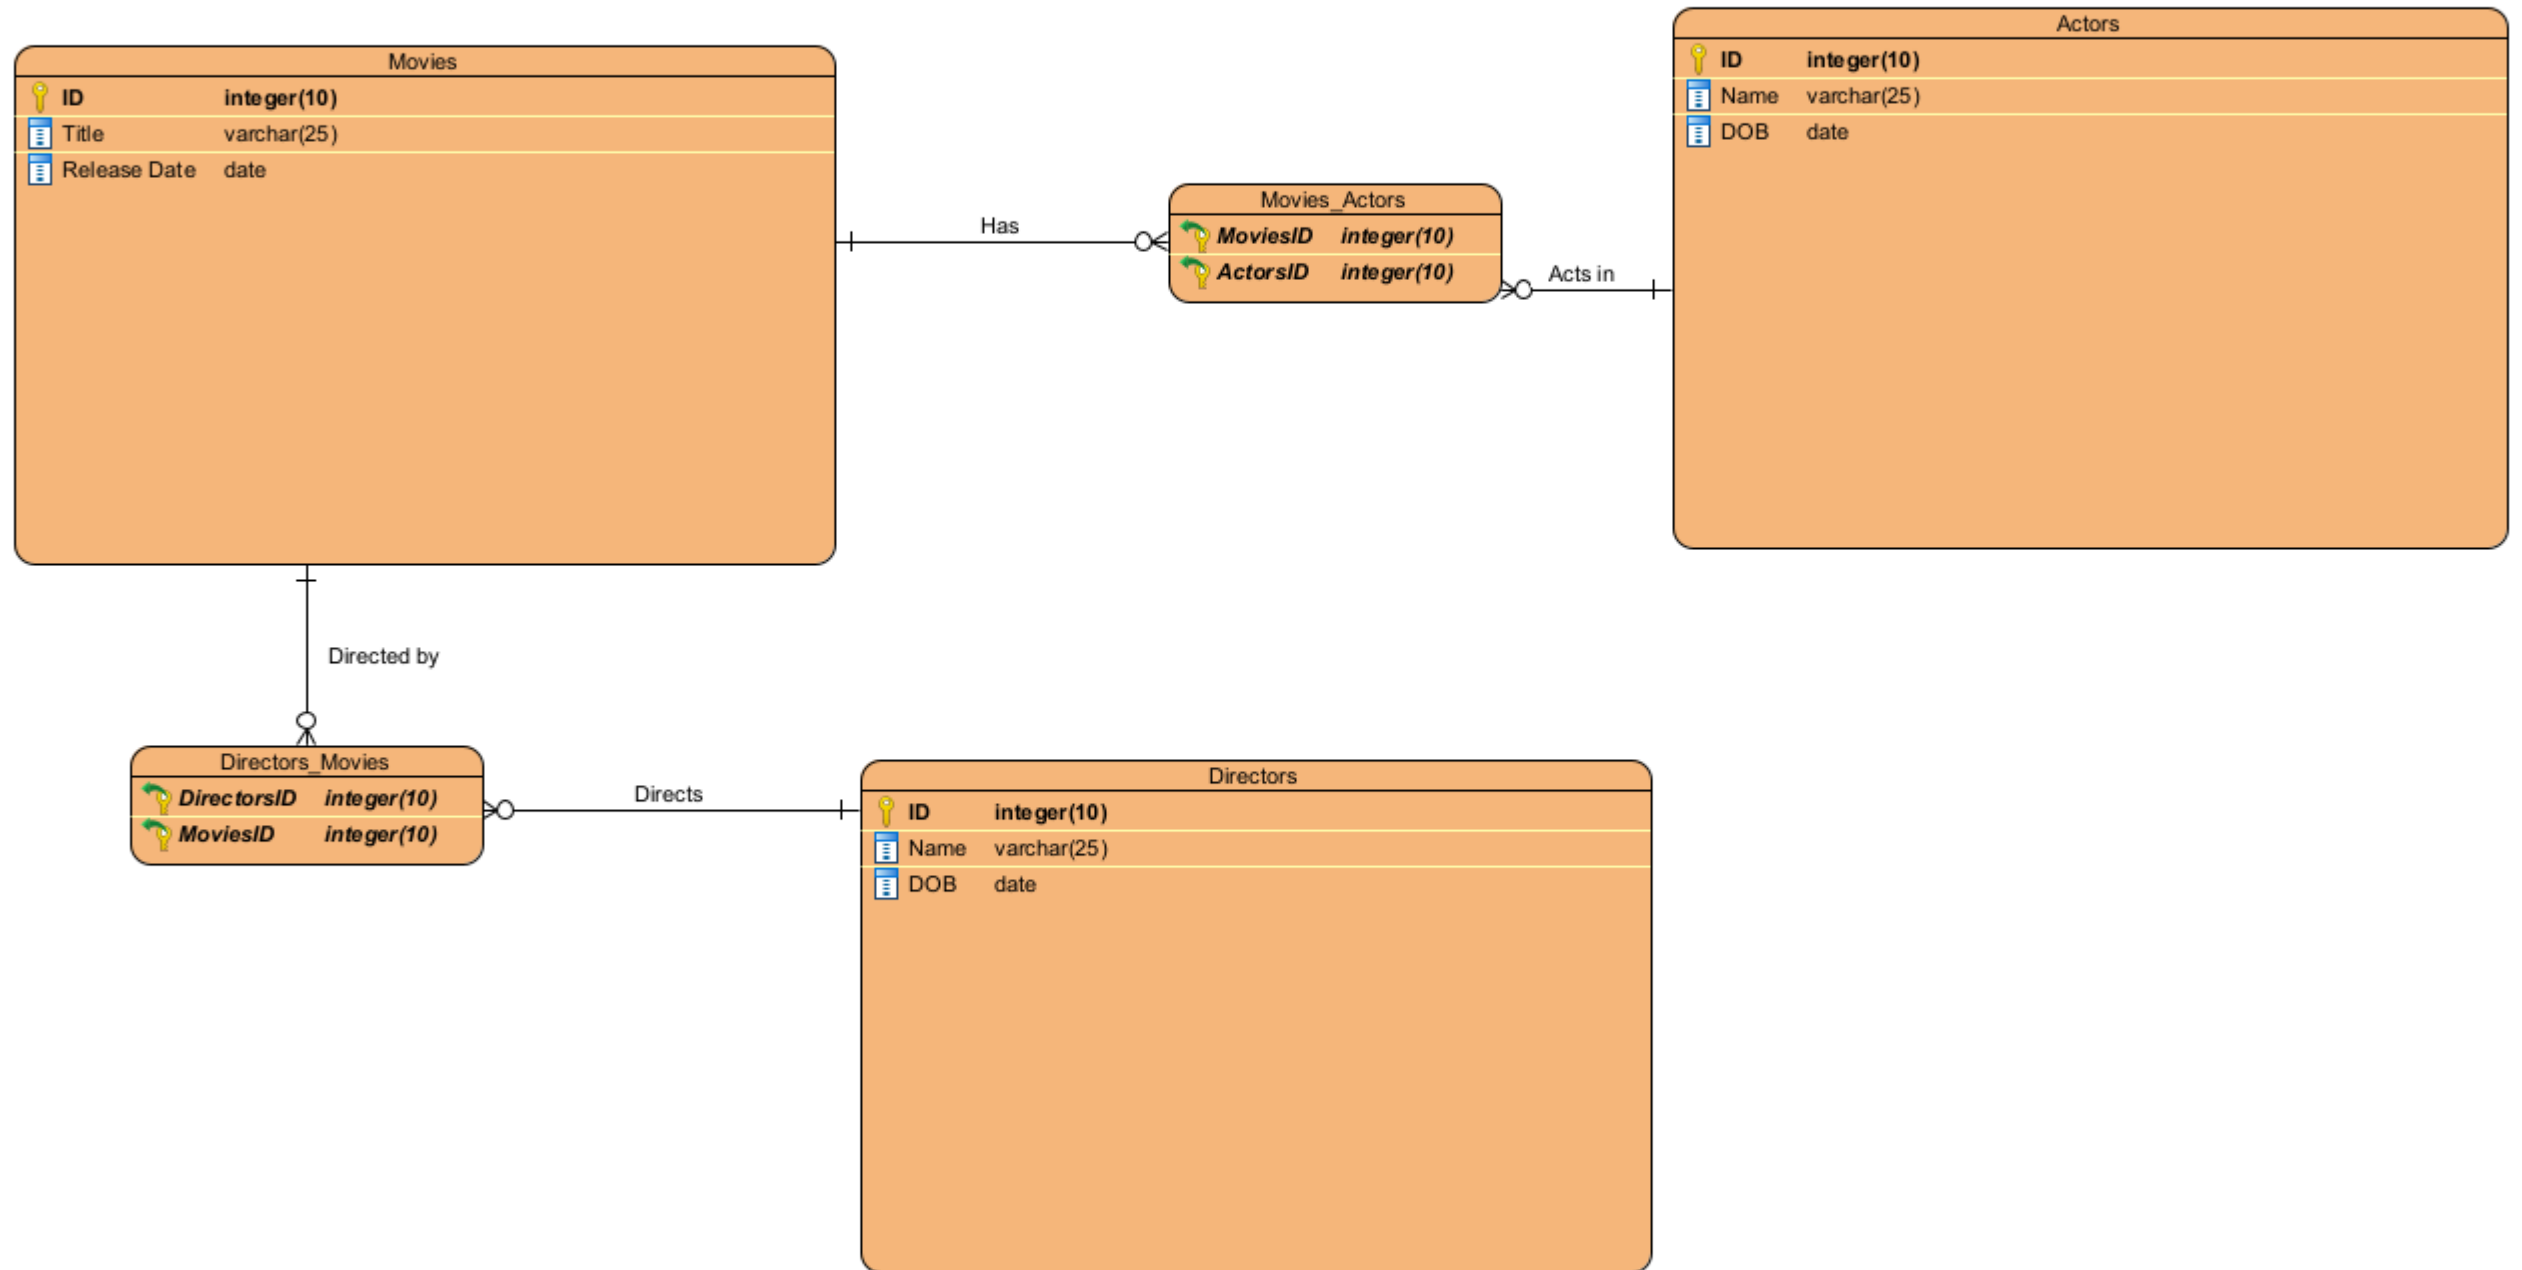 Movies
ID integer(10)
Title varchar(25)
Release Date date
Has
Movies_Actors
MoviesID integer(10)
ActorsID integer(10)
Acts in
Actors
ID integer(10)
Name varchar(25)
DOB date
Directed by
Directors_Movies
DirectorsID integer(10)
MoviesID integer(10)
Directs
Directors
ID integer(10)
Name varchar(25)
DOB date